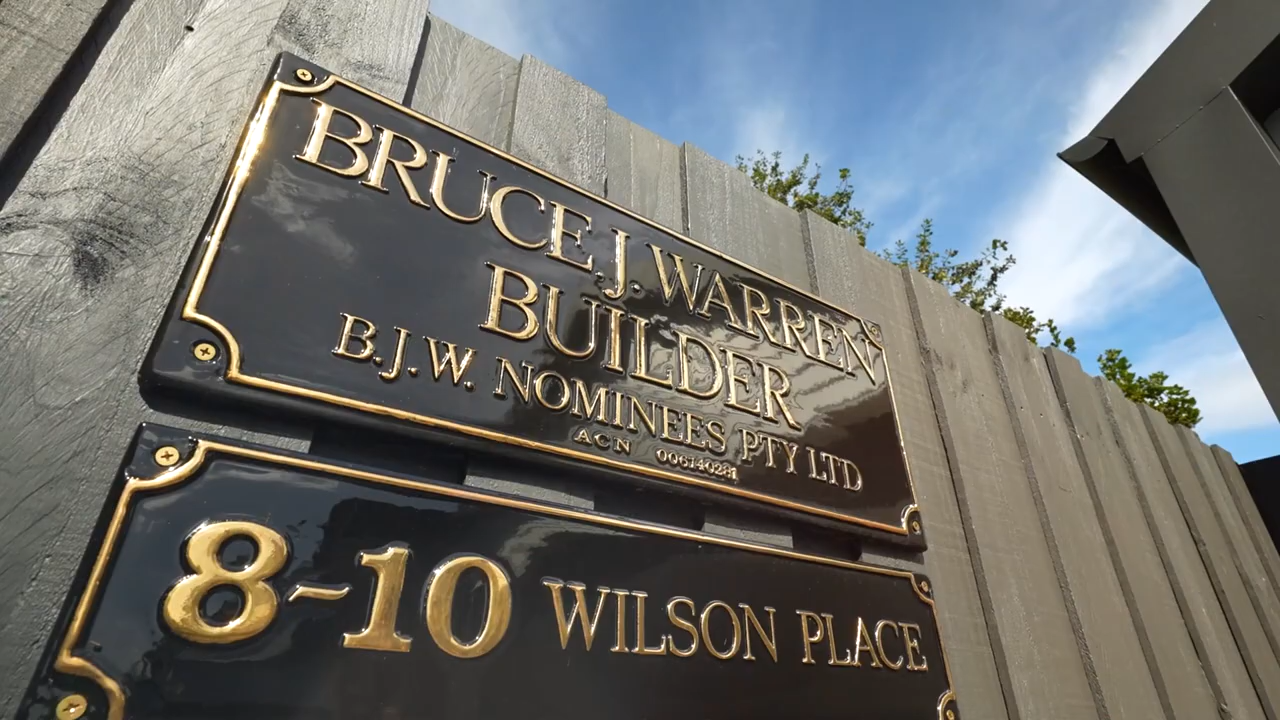 BRUCE J. WARREN
BUILDER
B.J.W. NOMINEES PTY LTD
ACN 006140281
8-10 WILSON PLACE